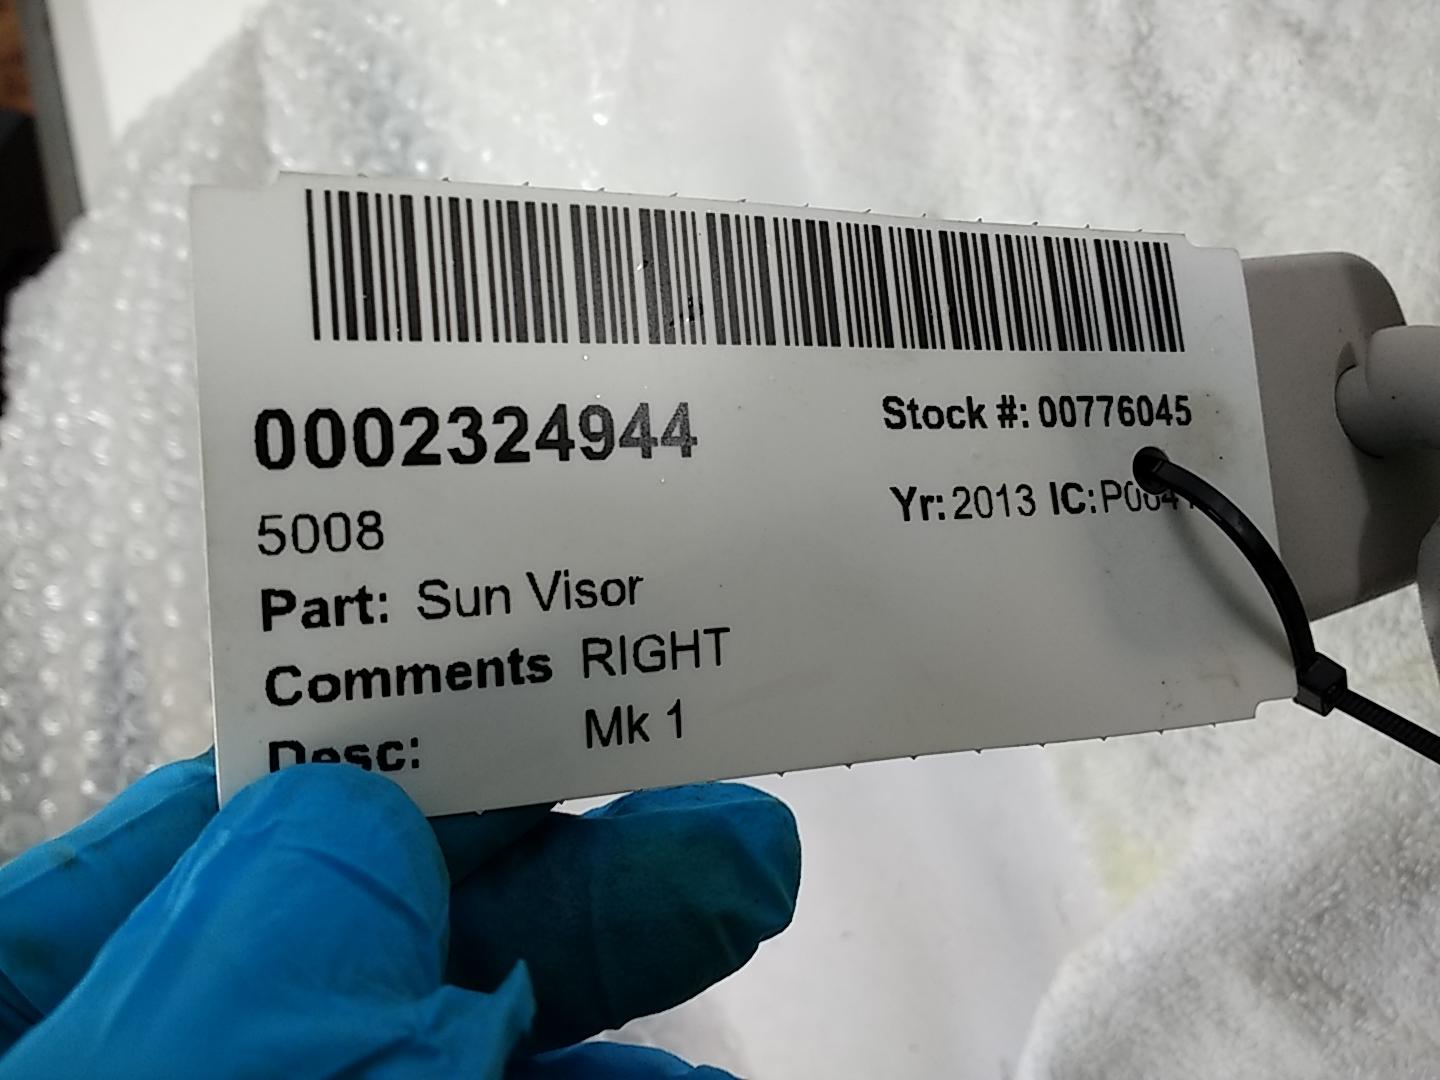 0002324944
Stock #: 00776045
5008
Yr: 2013 IC:
Part: Sun Visor
Comments RIGHT
Desc: Mk 1